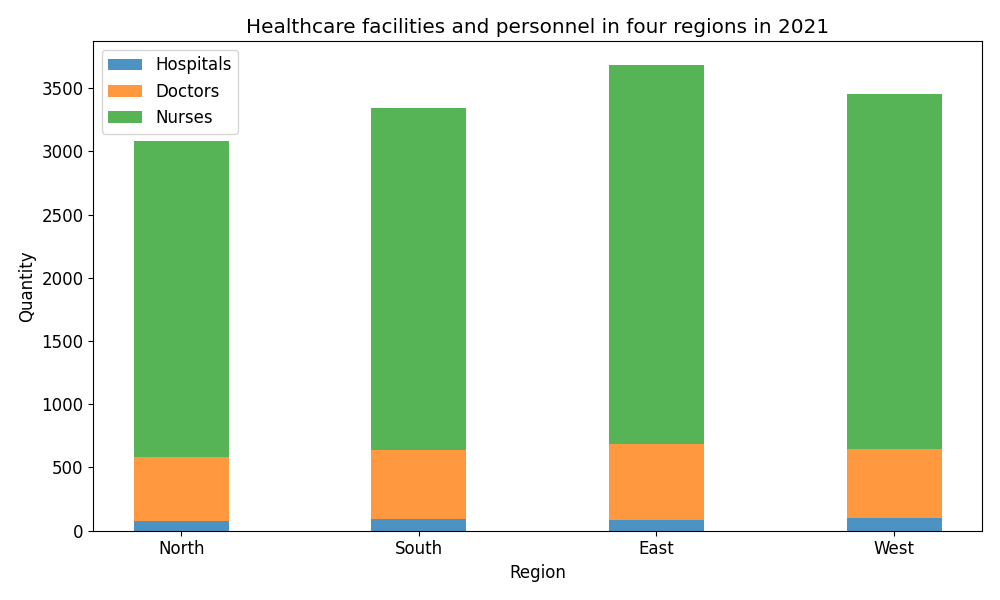 Healthcare facilities and personnel in four regions in 2021
Hospitals
Doctors
Nurses
Quantity
3500
3000
2500
2000
1500
1000
500
0
North South East West
Region